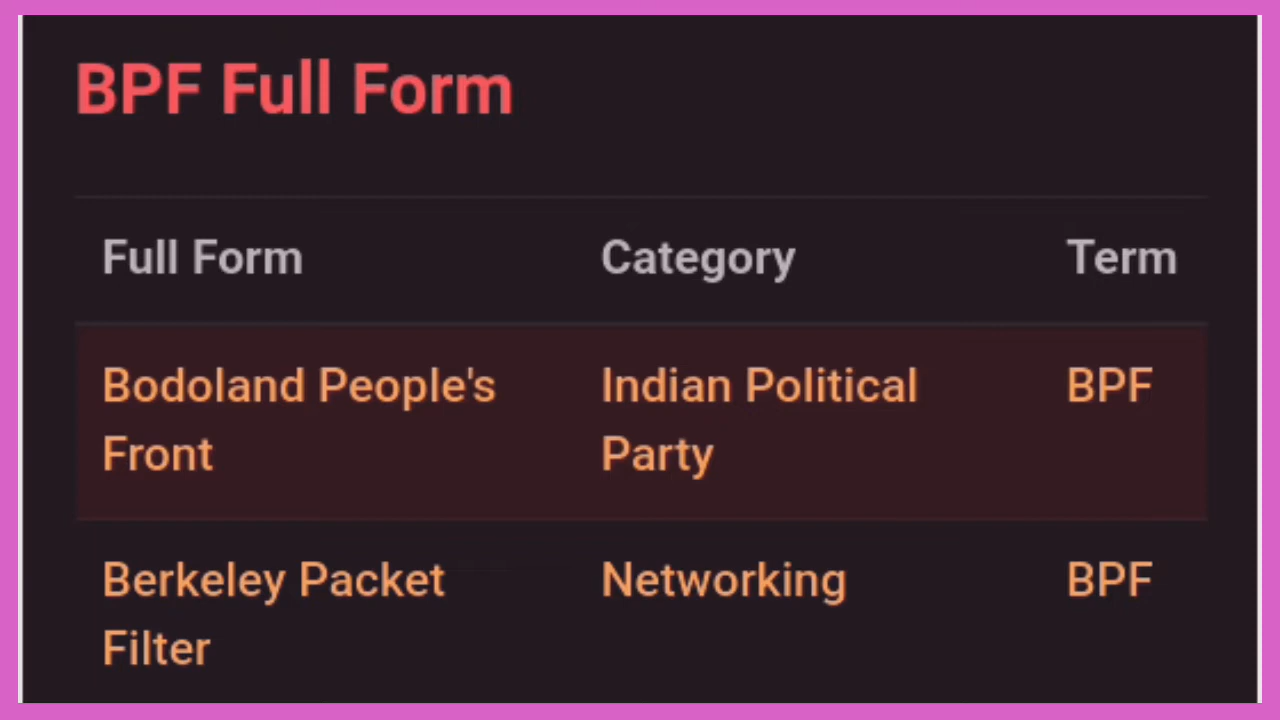 BPF Full Form
Full Form Category Term
Bodoland People's Indian Political BPF
Front Party
Berkeley Packet Networking BPF
Filter